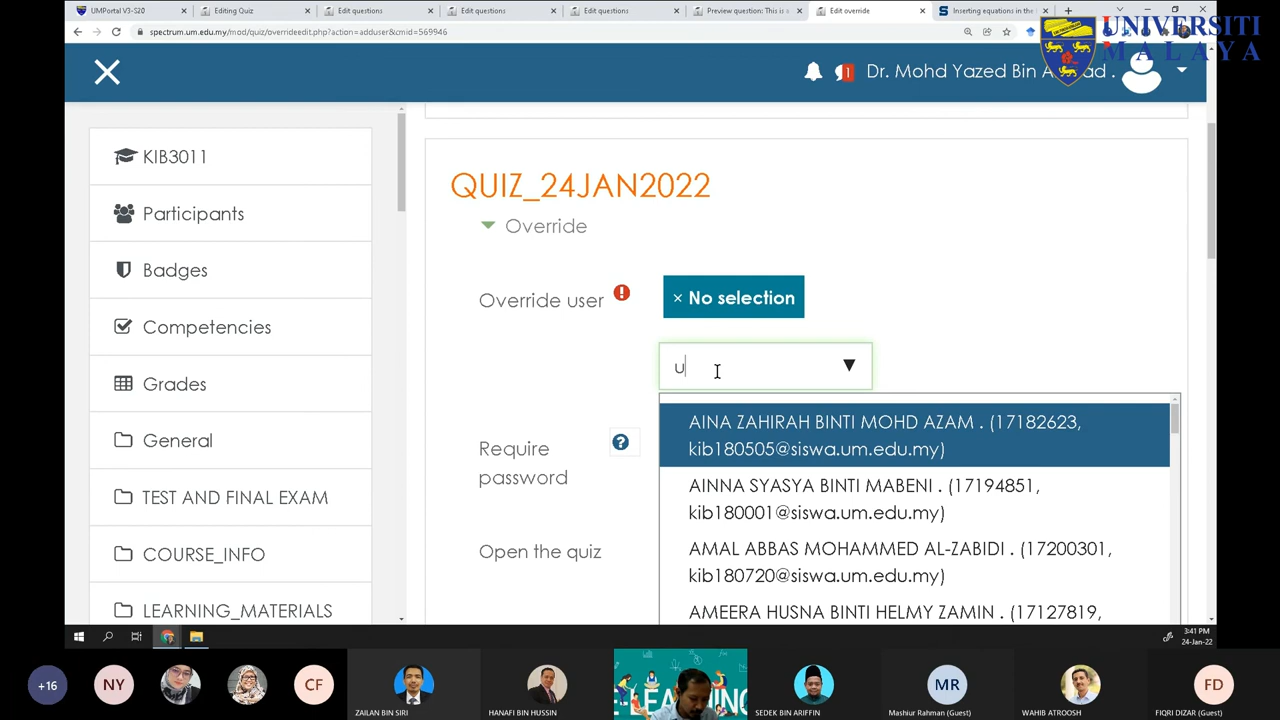 UMPortal V3-S20
Editing Quiz
Edit questions
Edit questions
Edit questions
Preview question: This is a
Edit override
Inserting equations in the
spectrum.um.edu.my/mod/quiz/overrideedit.php?action=adduser&cmid=569946
UNIVERSITI
MALAYA
1
Dr. Mohd Yazed Bin
KIB3011
Participants
Badges
Competencies
Grades
General
TEST AND FINAL EXAM
COURSE_INFO
LEARNING_MATERIALS
QUIZ_24JAN2022
Override
Override user
× No selection
u
AINA ZAHIRAH BINTI MOHD AZAM . (17182623,
kib180505@siswa.um.edu.my)
AINNA SYASYA BINTI MABENI . (17194851,
kib180001@siswa.um.edu.my)
AMAL ABBAS MOHAMMED AL-ZABIDI . (17200301,
kib180720@siswa.um.edu.my)
AMEERA HUSNA BINTI HELMY ZAMIN . (17127819,
Require
password
Open the quiz
3:41 PM
24-Jan-22
+16
NY
CF
ZAILAN BIN SIRI
HANAFI BIN HUSSIN
SEDEK BIN ARIFFIN
MR
Mashiur Rahman (Guest)
WAHIB ATROOSH
FD
FIQRI DIZAR (Guest)